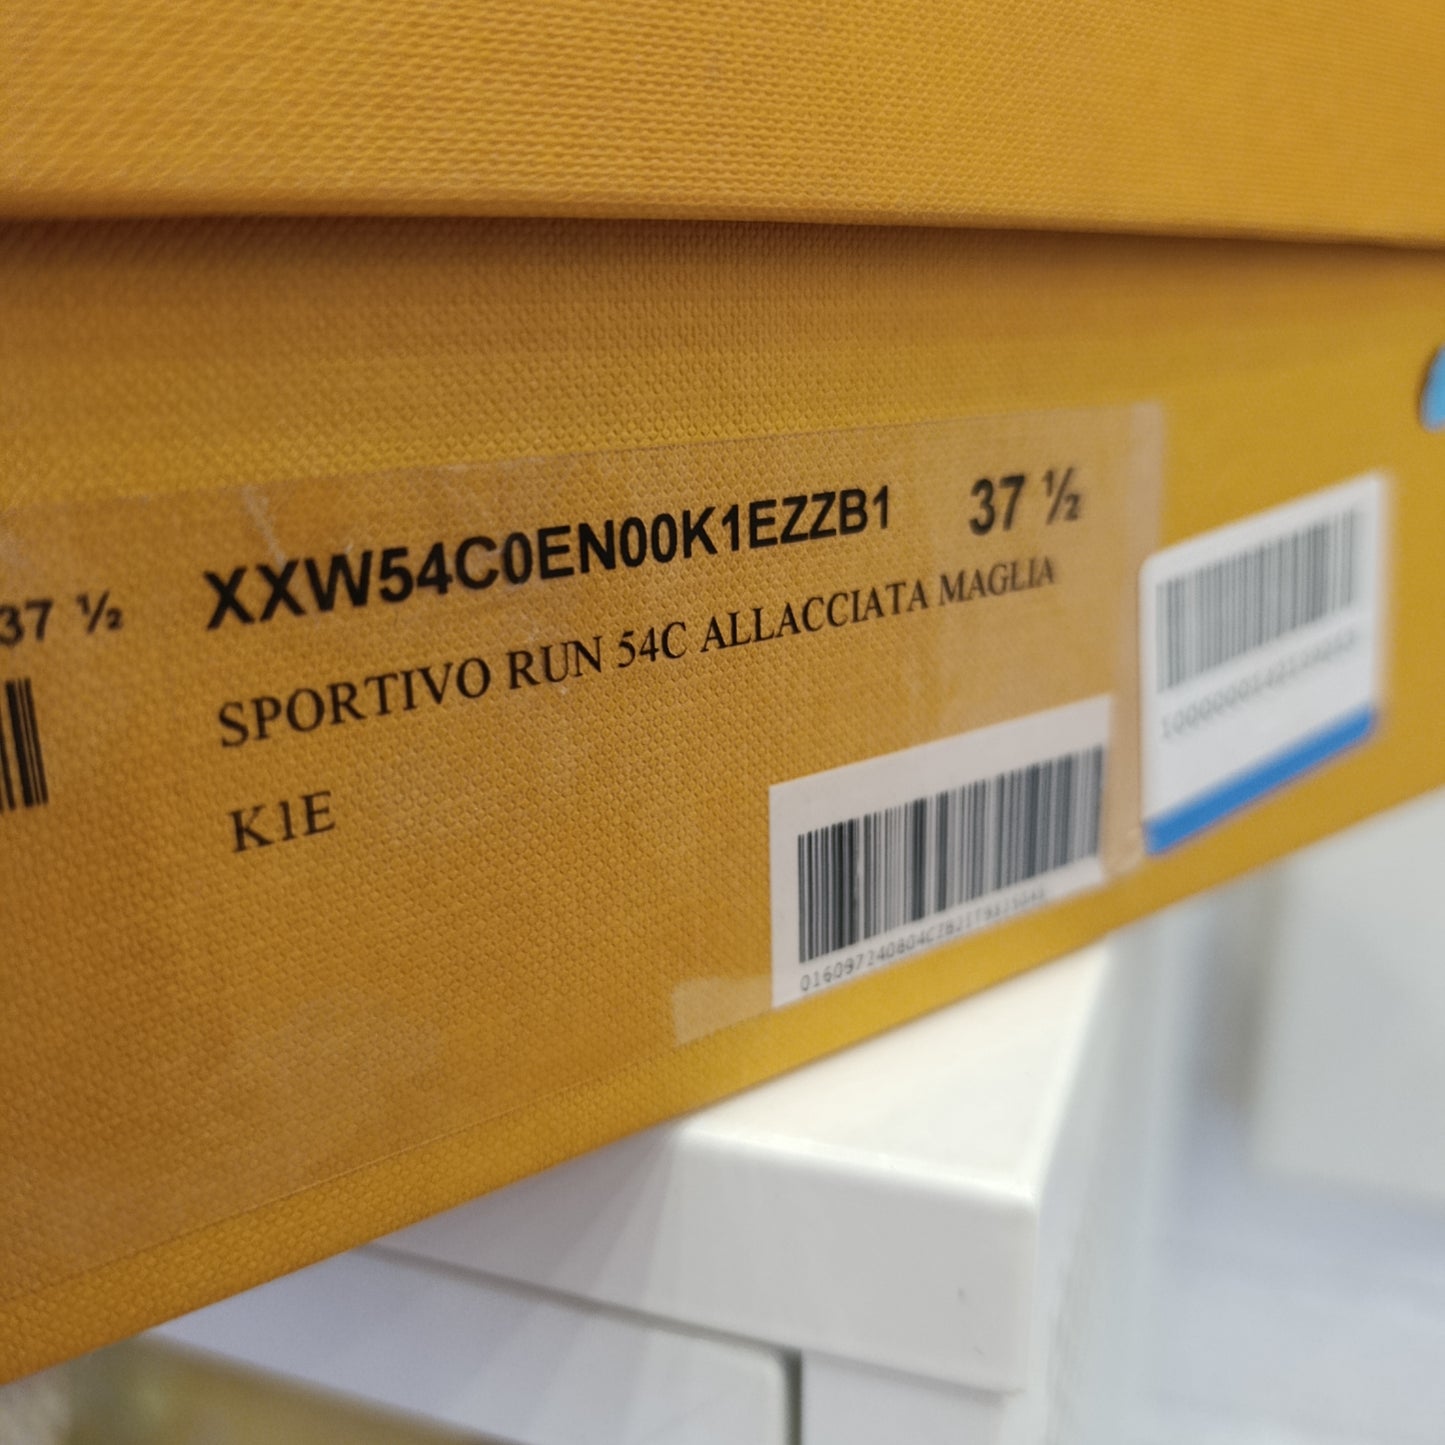 37 ½
XXW54C0EN00K1EZZB1 37 ½
SPORTIVO RUN 54C ALLACCIATA MAGLIA
K1E